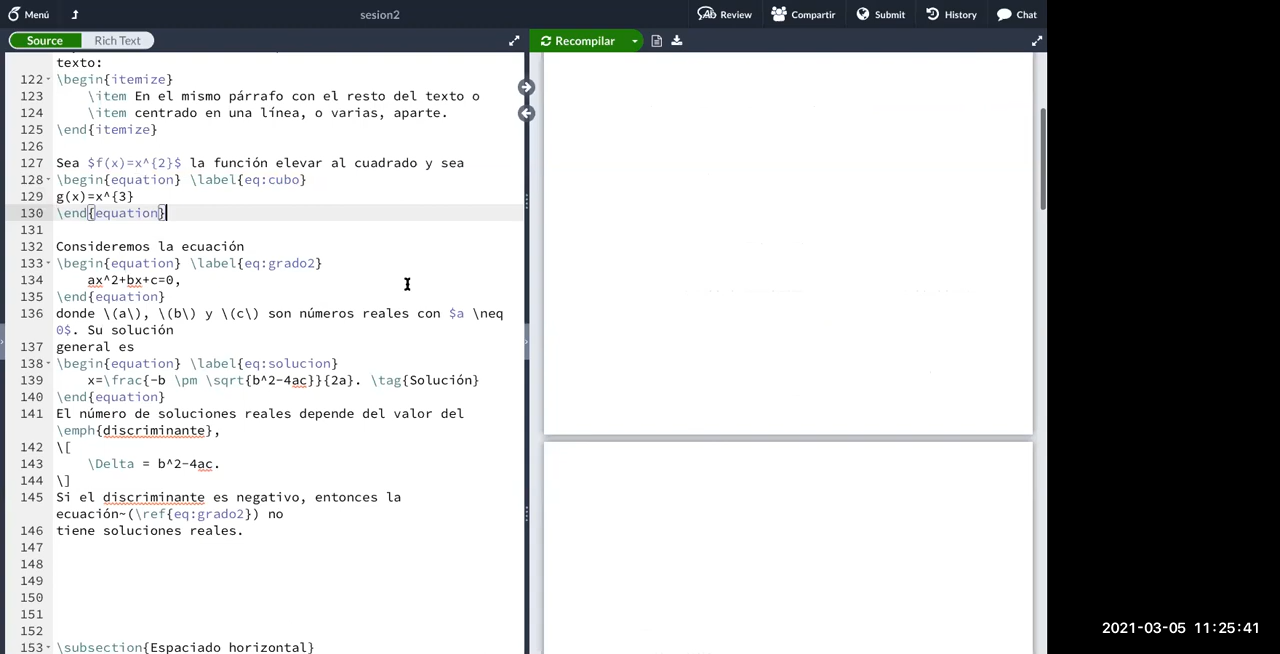 Menú
sesion2
Review
Compartir
Submit
History
Chat
Source
Rich Text
Recompilar
texto:
122 \begin{itemize}
123 \item En el mismo párrafo con el resto del texto o
124 \item centrado en una línea, o varias, aparte.
125 \end{itemize}
126
127 Sea $f(x)=x^{2}$ la función elevar al cuadrado y sea
128 \begin{equation} \label{eq:cubo}
129 g(x)=x^{3}
130 \end{equation}
131
132 Consideremos la ecuación
133 \begin{equation} \label{eq:grado2}
134 ax^2+bx+c=0,
135 \end{equation}
136 donde \(a\), \(b\) y \(c\) son números reales con $a \neq
0$. Su solución
137 general es
138 \begin{equation} \label{eq:solucion}
139 x=\frac{-b \pm \sqrt{b^2-4ac}}{2a}. \tag{Solución}
140 \end{equation}
141 El número de soluciones reales depende del valor del
\emph{discriminante},
142 \[
143 \Delta = b^2-4ac.
144 \]
145 Si el discriminante es negativo, entonces la
ecuación~(\ref{eq:grado2}) no
146 tiene soluciones reales.
147
148
149
150
151
152
153 \subsection{Espaciado horizontal}
2021-03-05 11:25:41